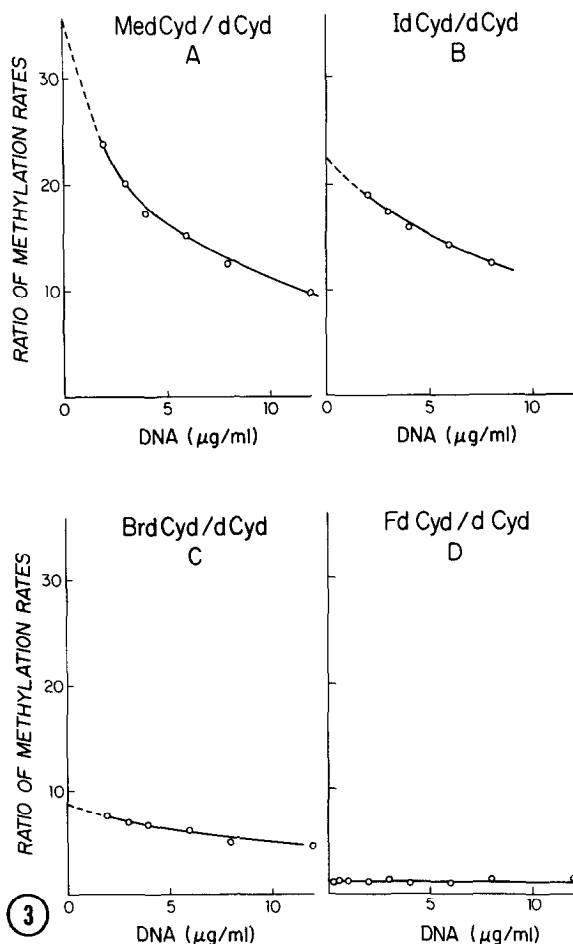 MedCyd / dCyd
A
IdCyd/dCyd
B
RATIO OF METHYLATION RATES
30
20
10
0
5
10
DNA (µg/ml)
0
5
10
DNA (µg/ml)
BrdCyd/dCyd
C
FdCyd/dCyd
D
RATIO OF METHYLATION RATES
30
20
10
0
5
10
DNA (µg/ml)
0
5
10
DNA (µg/ml)
3